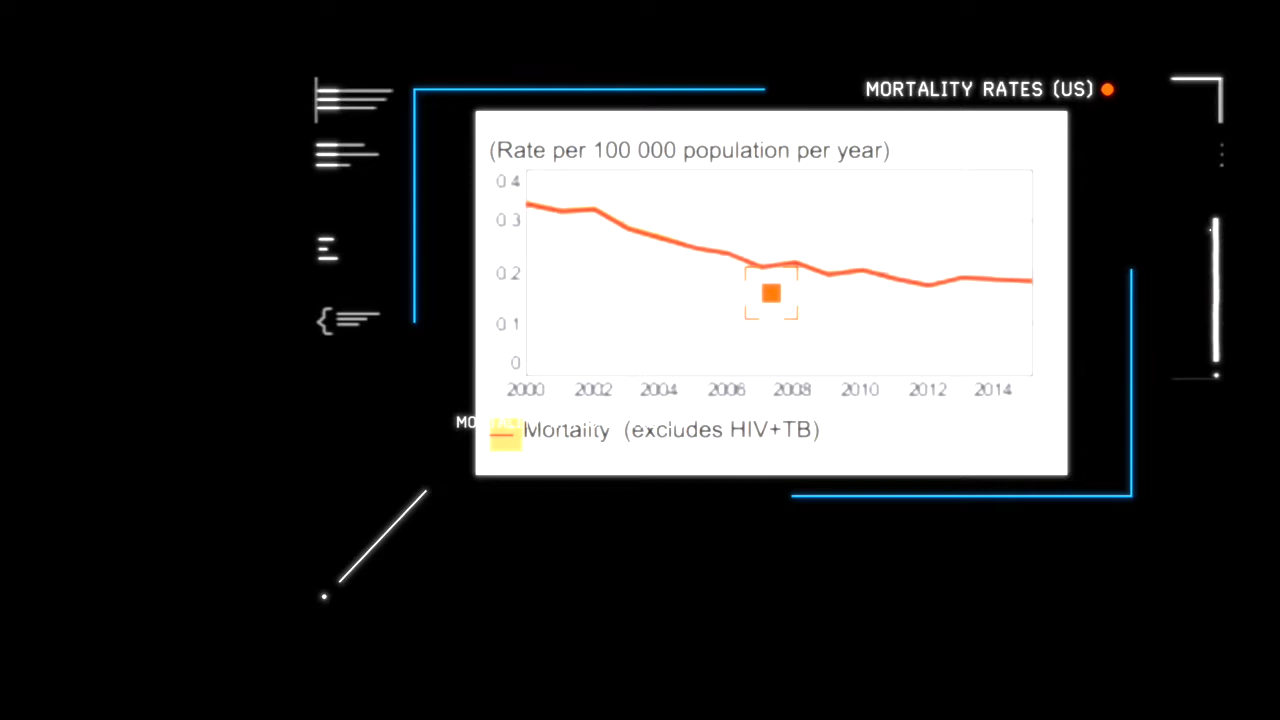 MORTALITY RATES (US)
(Rate per 100 000 population per year)
0 4
0 3
0 2
0 1
0
2000 2002 2004 2006 2008 2010 2012 2014
Mortality (excludes HIV+TB)